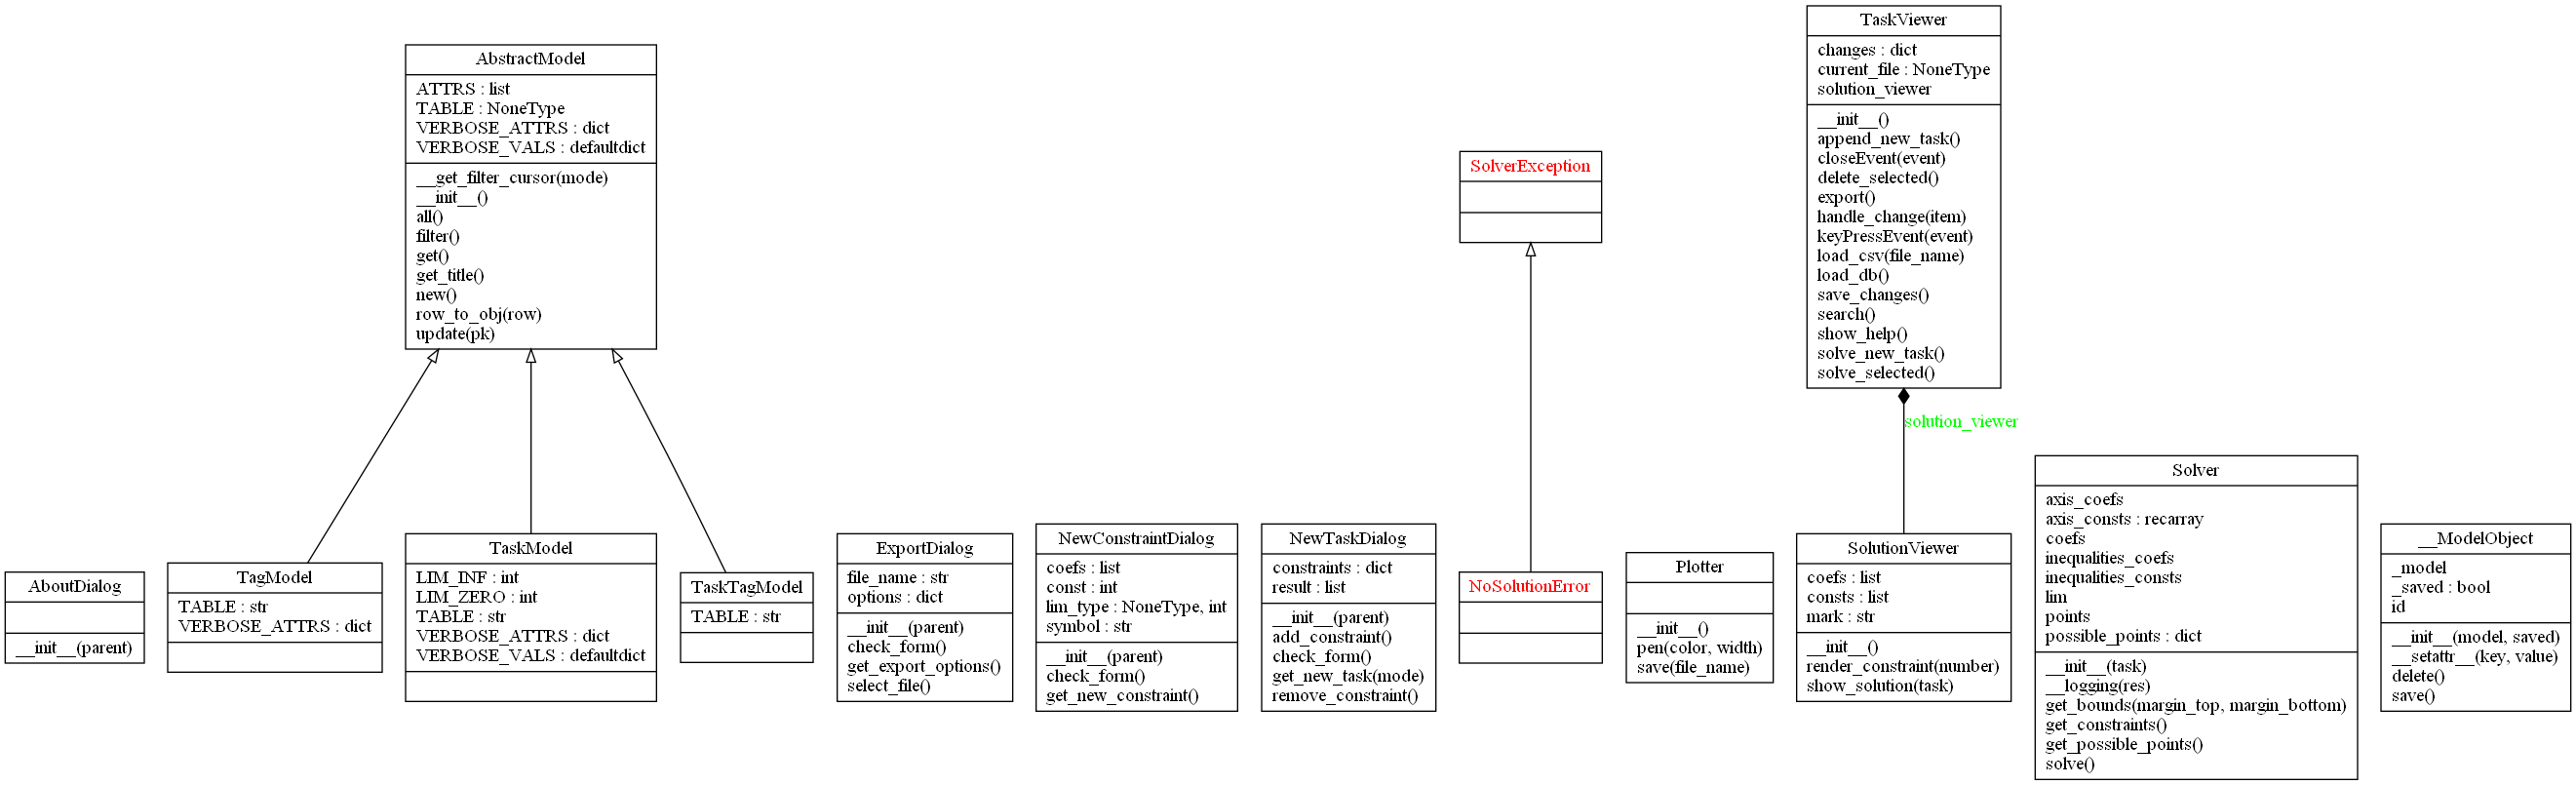 AbstractModel
ATTRS : list
TABLE : NoneType
VERBOSE_ATTRS : dict
VERBOSE_VALS : defaultdict
__get_filter_cursor(mode)
__init__()
all()
filter()
get()
get_title()
new()
row_to_obj(row)
update(pk)
SolverException
TaskViewer
changes : dict
current_file : NoneType
solution_viewer
__init__()
append_new_task()
closeEvent(event)
delete_selected()
export()
handle_change(item)
keyPressEvent(event)
load_csv(file_name)
load_db()
save_changes()
search()
show_help()
solve_new_task()
solve_selected()
solution_viewer
AboutDialog
__init__(parent)
TagModel
TABLE : str
VERBOSE_ATTRS : dict
TaskModel
LIM_INF : int
LIM_ZERO : int
TABLE : str
VERBOSE_ATTRS : dict
VERBOSE_VALS : defaultdict
TaskTagModel
TABLE : str
ExportDialog
file_name : str
options : dict
__init__(parent)
check_form()
get_export_options()
select_file()
NewConstraintDialog
coefs : list
const : int
lim_type : NoneType, int
symbol : str
__init__(parent)
check_form()
get_new_constraint()
NewTaskDialog
constraints : dict
result : list
__init__(parent)
add_constraint()
check_form()
get_new_task(mode)
remove_constraint()
NoSolutionError
Plotter
__init__()
pen(color, width)
save(file_name)
SolutionViewer
coefs : list
consts : list
mark : str
__init__()
render_constraint(number)
show_solution(task)
Solver
axis_coefs
axis_consts : recarray
coefs
inequalities_coefs
inequalities_consts
lim
points
possible_points : dict
__init__(task)
__logging(res)
get_bounds(margin_top, margin_bottom)
get_constraints()
get_possible_points()
solve()
__ModelObject
_model
_saved : bool
id
__init__(model, saved)
__setattr__(key, value)
delete()
save()